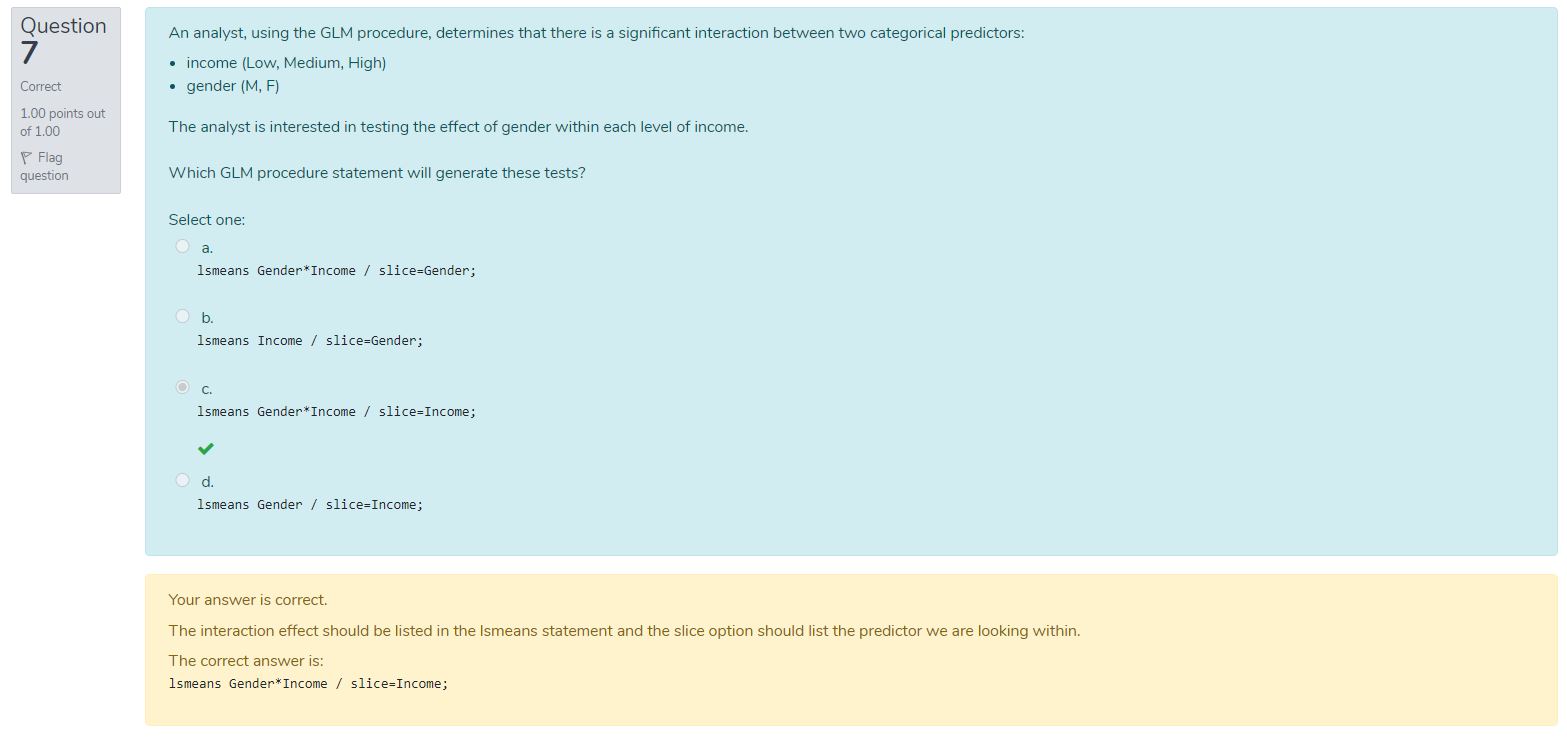 Question
7
Correct
1.00 points out
of 1.00
Flag
question
An analyst, using the GLM procedure, determines that there is a significant interaction between two categorical predictors:
• income (Low, Medium, High)
• gender (M, F)
The analyst is interested in testing the effect of gender within each level of income.
Which GLM procedure statement will generate these tests?
Select one:
a.
lsmeans Gender*Income / slice=Gender;
b.
lsmeans Income / slice=Gender;
c.
lsmeans Gender*Income / slice=Income;
d.
lsmeans Gender / slice=Income;
Your answer is correct.
The interaction effect should be listed in the lsmeans statement and the slice option should list the predictor we are looking within.
The correct answer is:
lsmeans Gender*Income / slice=Income;